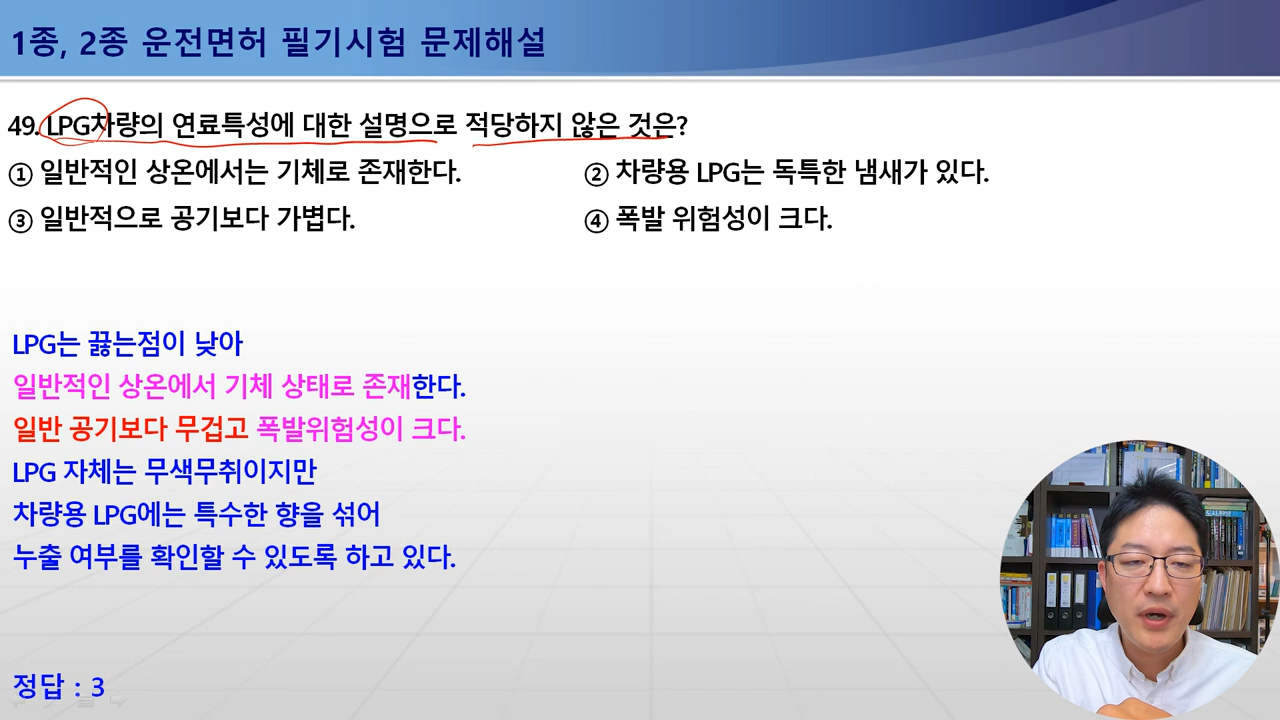 1종, 2종 운전면허 필기시험 문제해설
49. LPG차량의 연료특성에 대한 설명으로 적당하지 않은 것은?
① 일반적인 상온에서는 기체로 존재한다. ② 차량용 LPG는 독특한 냄새가 있다.
③ 일반적으로 공기보다 가볍다. ④ 폭발 위험성이 크다.
LPG는 끓는점이 낮아
일반적인 상온에서 기체 상태로 존재한다.
일반 공기보다 무겁고 폭발위험성이 크다.
LPG 자체는 무색무취이지만
차량용 LPG에는 특수한 향을 섞어
누출 여부를 확인할 수 있도록 하고 있다.
정답 : 3